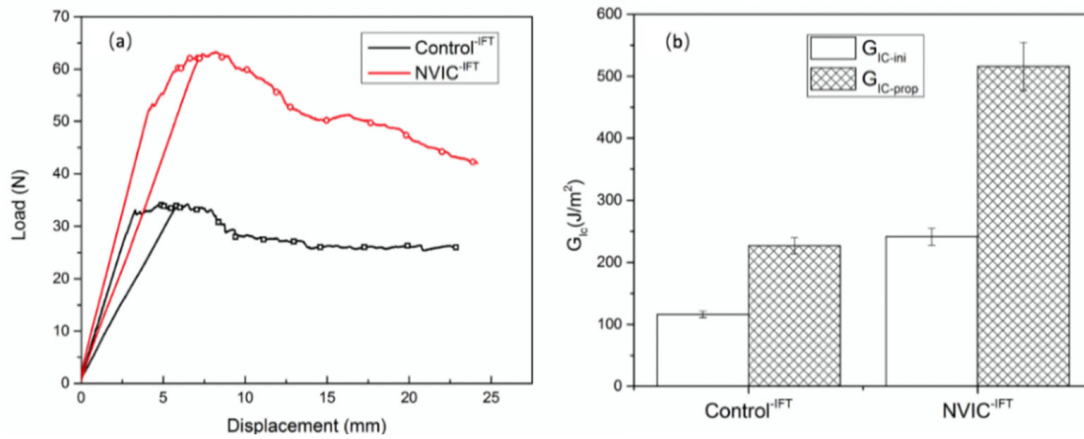 (a)
Control-IFT
NVIC-IFT
70
60
50
40
30
20
10
0
Load (N)
0 5 10 15 20 25
Displacement (mm)
(b)
GIC-ini
GIC-prop
600
500
400
300
200
100
0
GIc(J/m²)
Control-IFT NVIC-IFT